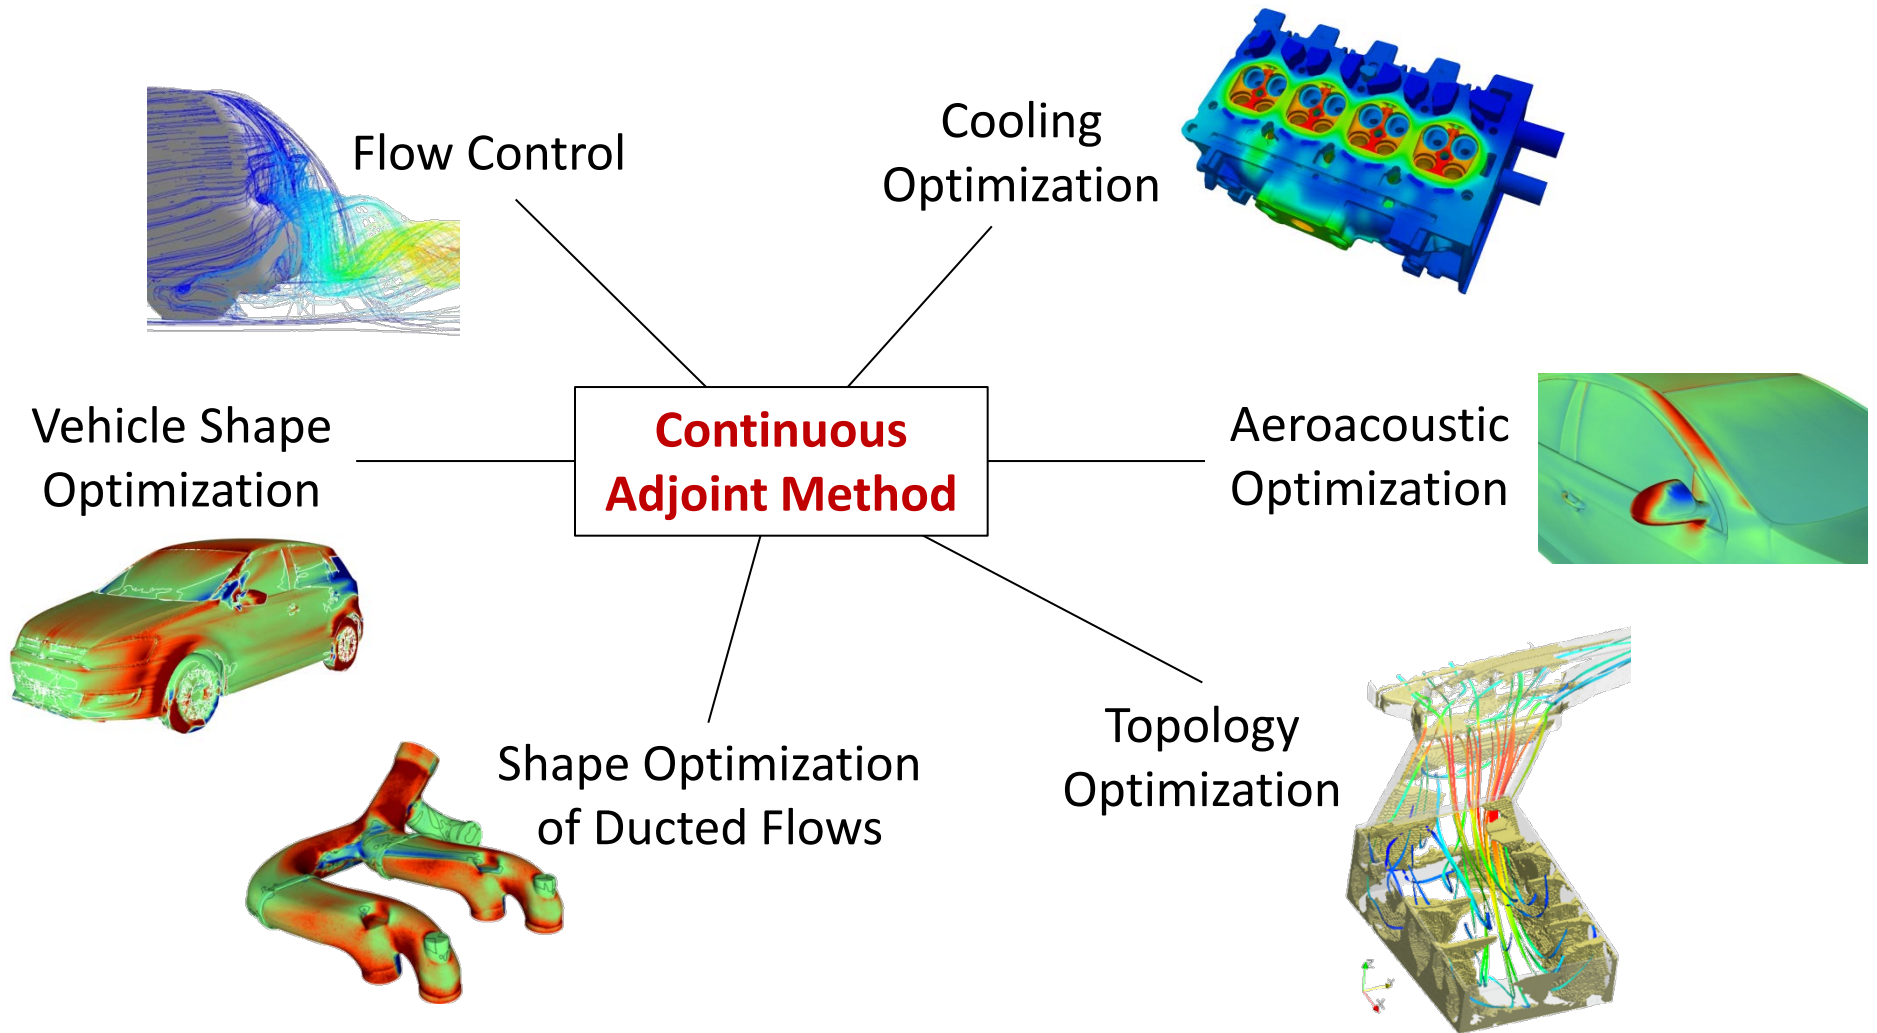 Flow Control
Cooling
Optimization
Vehicle Shape
Optimization
Continuous
Adjoint Method
Aeroacoustic
Optimization
Shape Optimization
of Ducted Flows
Topology
Optimization
Z
Y
X